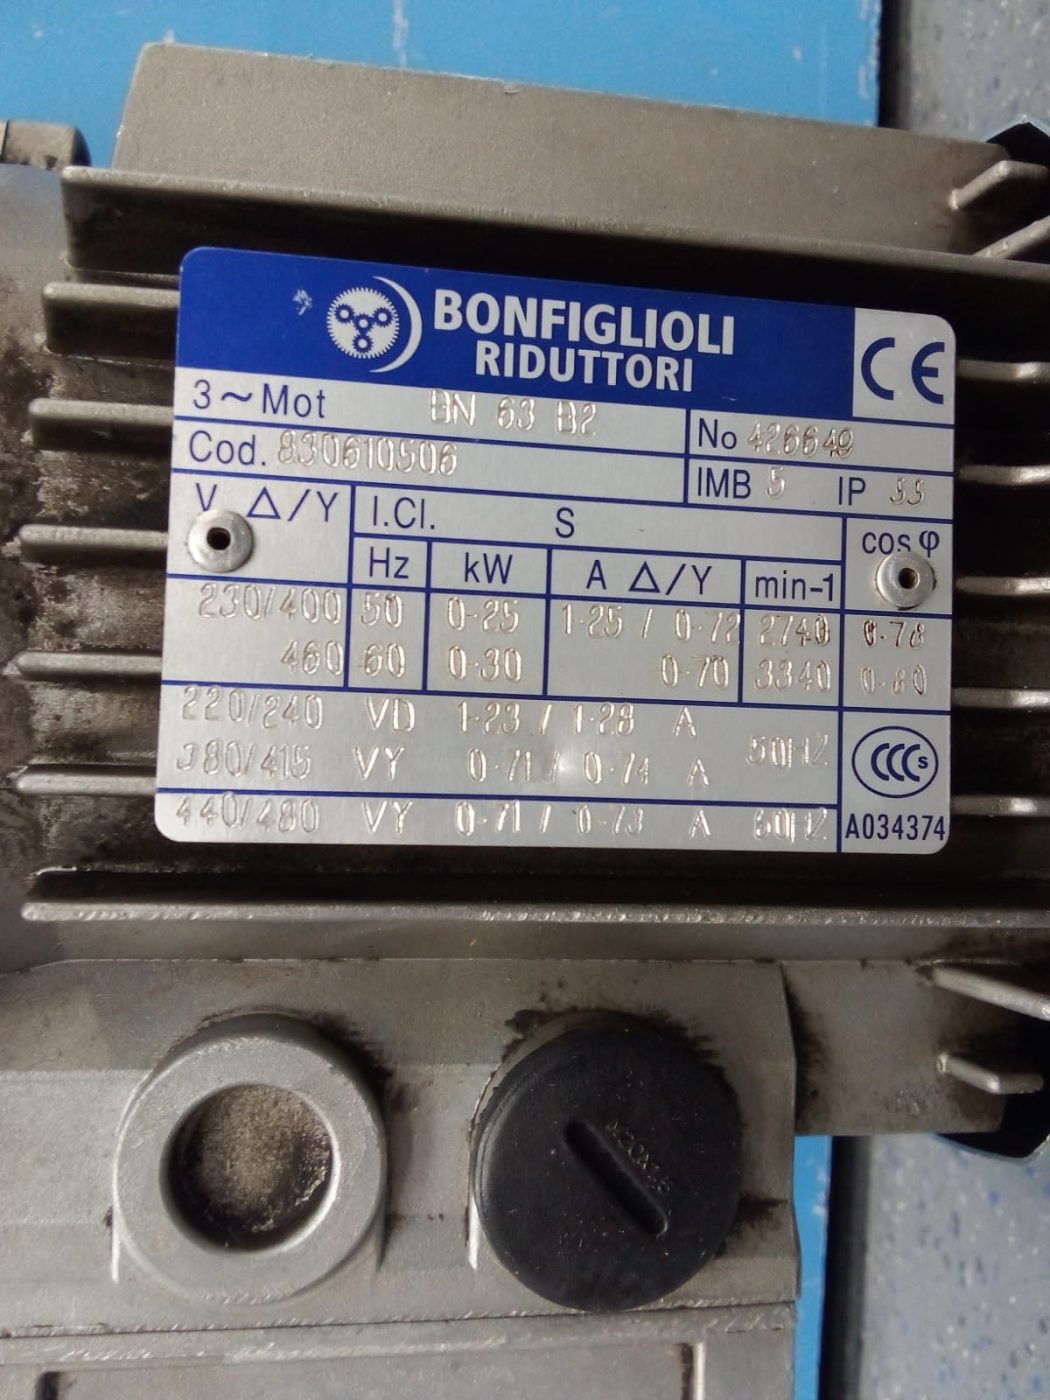 BONFIGLIOLI
RIDUTTORI
CE
3~Mot BN 63 B2
No 426649
Cod. 830610506
IMB 5 IP 55
V Δ/Y I.Cl. S cos φ
Hz kW A Δ/Y min-1
230/400 50 0.25 1.25 / 0.72 2740 0.78
460 60 0.30 0.70 3340 0.80
220/240 VD 1.23 / 1.28 A
380/415 VY 0.71 / 0.74 A 50HZ
440/480 VY 0.71 / 0.73 A 60HZ
CCC S
A034374